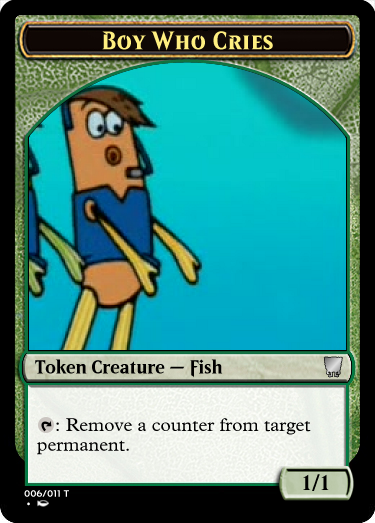 Boy Who Cries
Token Creature — Fish
: Remove a counter from target
permanent.
1/1
006/011 T